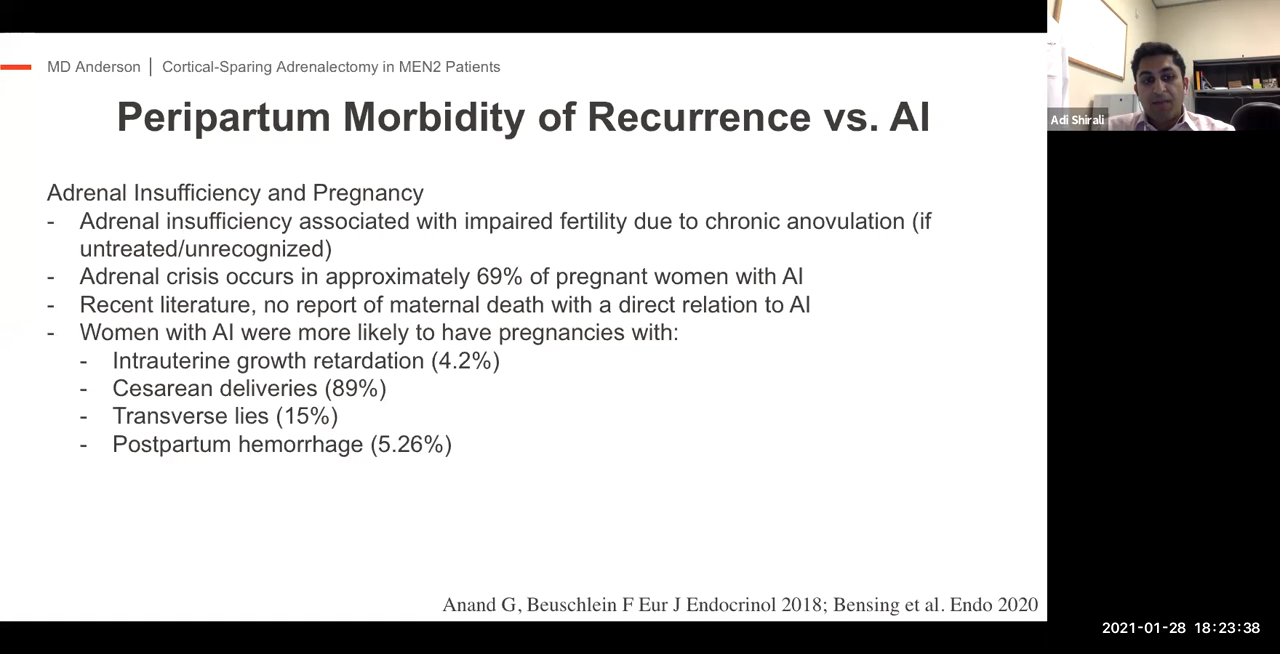 MD Anderson | Cortical-Sparing Adrenalectomy in MEN2 Patients
Peripartum Morbidity of Recurrence vs. AI
Adrenal Insufficiency and Pregnancy
- Adrenal insufficiency associated with impaired fertility due to chronic anovulation (if
untreated/unrecognized)
- Adrenal crisis occurs in approximately 69% of pregnant women with AI
- Recent literature, no report of maternal death with a direct relation to AI
- Women with AI were more likely to have pregnancies with:
- Intrauterine growth retardation (4.2%)
- Cesarean deliveries (89%)
- Transverse lies (15%)
- Postpartum hemorrhage (5.26%)
Anand G, Beuschlein F Eur J Endocrinol 2018; Bensing et al. Endo 2020
Adi Shirali
2021-01-28 18:23:38